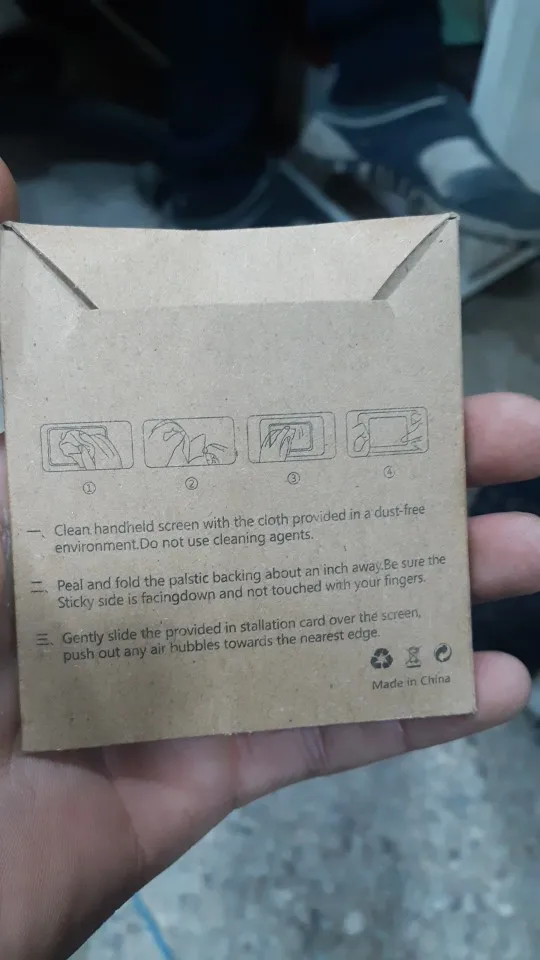 ① ② ③ ④
一、 Clean handheld screen with the cloth provided in a dust-free
environment.Do not use cleaning agents.
二、 Peal and fold the palstic backing about an inch away.Be sure the
Sticky side is facingdown and not touched with your fingers.
三、 Gently slide the provided in stallation card over the screen,
push out any air bubbles towards the nearest edge.
Made in China